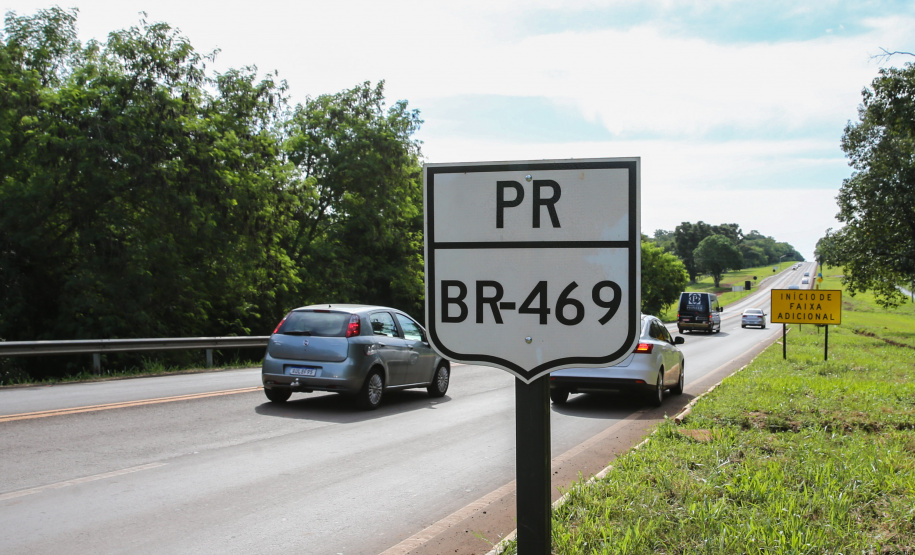 PR
BR-469
INÍCIO DE
FAIXA
ADICIONAL